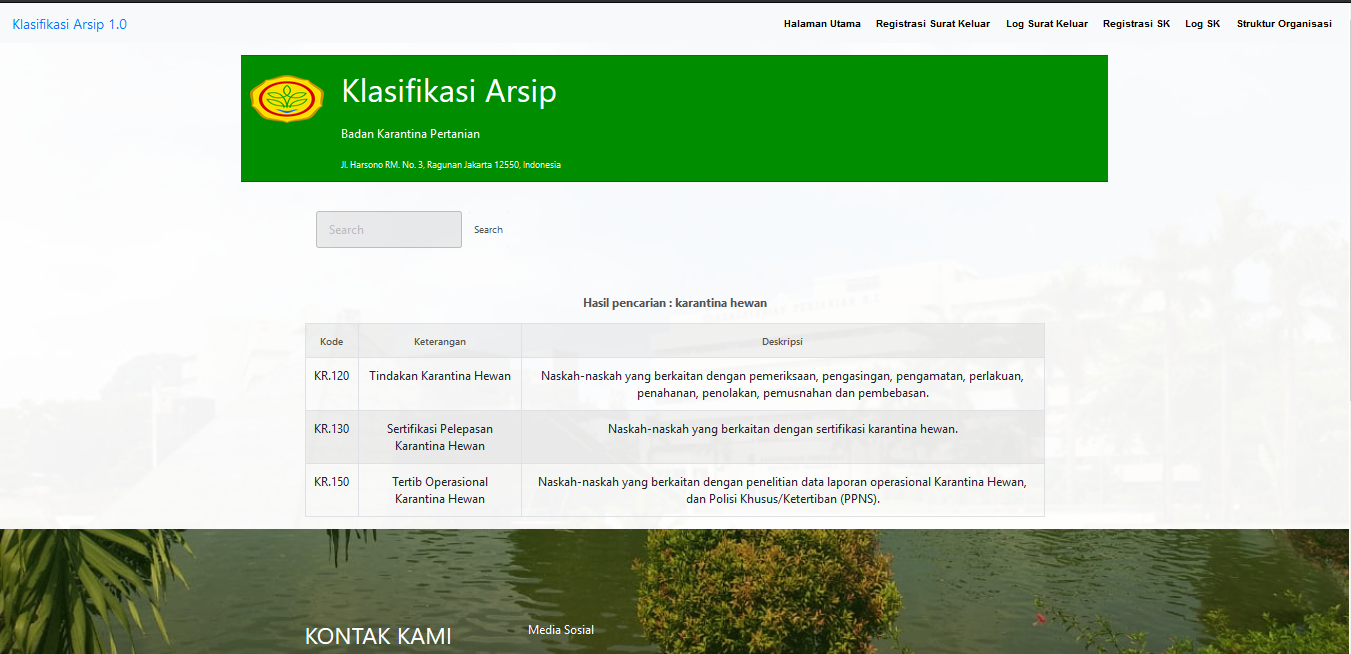 Klasifikasi Arsip 1.0
Halaman Utama Registrasi Surat Keluar Log Surat Keluar Registrasi SK Log SK Struktur Organisasi
Klasifikasi Arsip
Badan Karantina Pertanian
Jl. Harsono RM. No. 3, Ragunan Jakarta 12550, Indonesia
Search Search
Hasil pencarian : karantina hewan
Kode Keterangan Deskripsi
KR.120 Tindakan Karantina Hewan Naskah-naskah yang berkaitan dengan pemeriksaan, pengasingan, pengamatan, perlakuan,
penahanan, penolakan, pemusnahan dan pembebasan.
KR.130 Sertifikasi Pelepasan Naskah-naskah yang berkaitan dengan sertifikasi karantina hewan.
Karantina Hewan
KR.150 Tertib Operasional Naskah-naskah yang berkaitan dengan penelitian data laporan operasional Karantina Hewan,
Karantina Hewan dan Polisi Khusus/Ketertiban (PPNS).
KONTAK KAMI Media Sosial